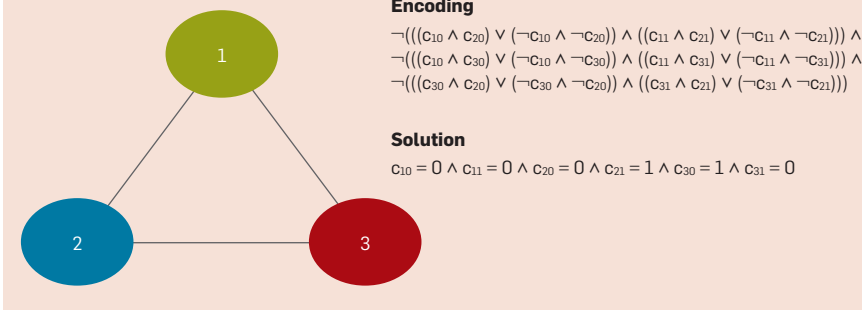 Encoding
¬(((c₁₀ ∧ c₂₀) ∨ (¬c₁₀ ∧ ¬c₂₀)) ∧ ((c₁₁ ∧ c₂₁) ∨ (¬c₁₁ ∧ ¬c₂₁))) ∧
¬(((c₁₀ ∧ c₃₀) ∨ (¬c₁₀ ∧ ¬c₃₀)) ∧ ((c₁₁ ∧ c₃₁) ∨ (¬c₁₁ ∧ ¬c₃₁))) ∧
¬(((c₃₀ ∧ c₂₀) ∨ (¬c₃₀ ∧ ¬c₂₀)) ∧ ((c₃₁ ∧ c₂₁) ∨ (¬c₃₁ ∧ ¬c₂₁)))
Solution
c₁₀ = 0 ∧ c₁₁ = 0 ∧ c₂₀ = 0 ∧ c₂₁ = 1 ∧ c₃₀ = 1 ∧ c₃₁ = 0
1
2
3